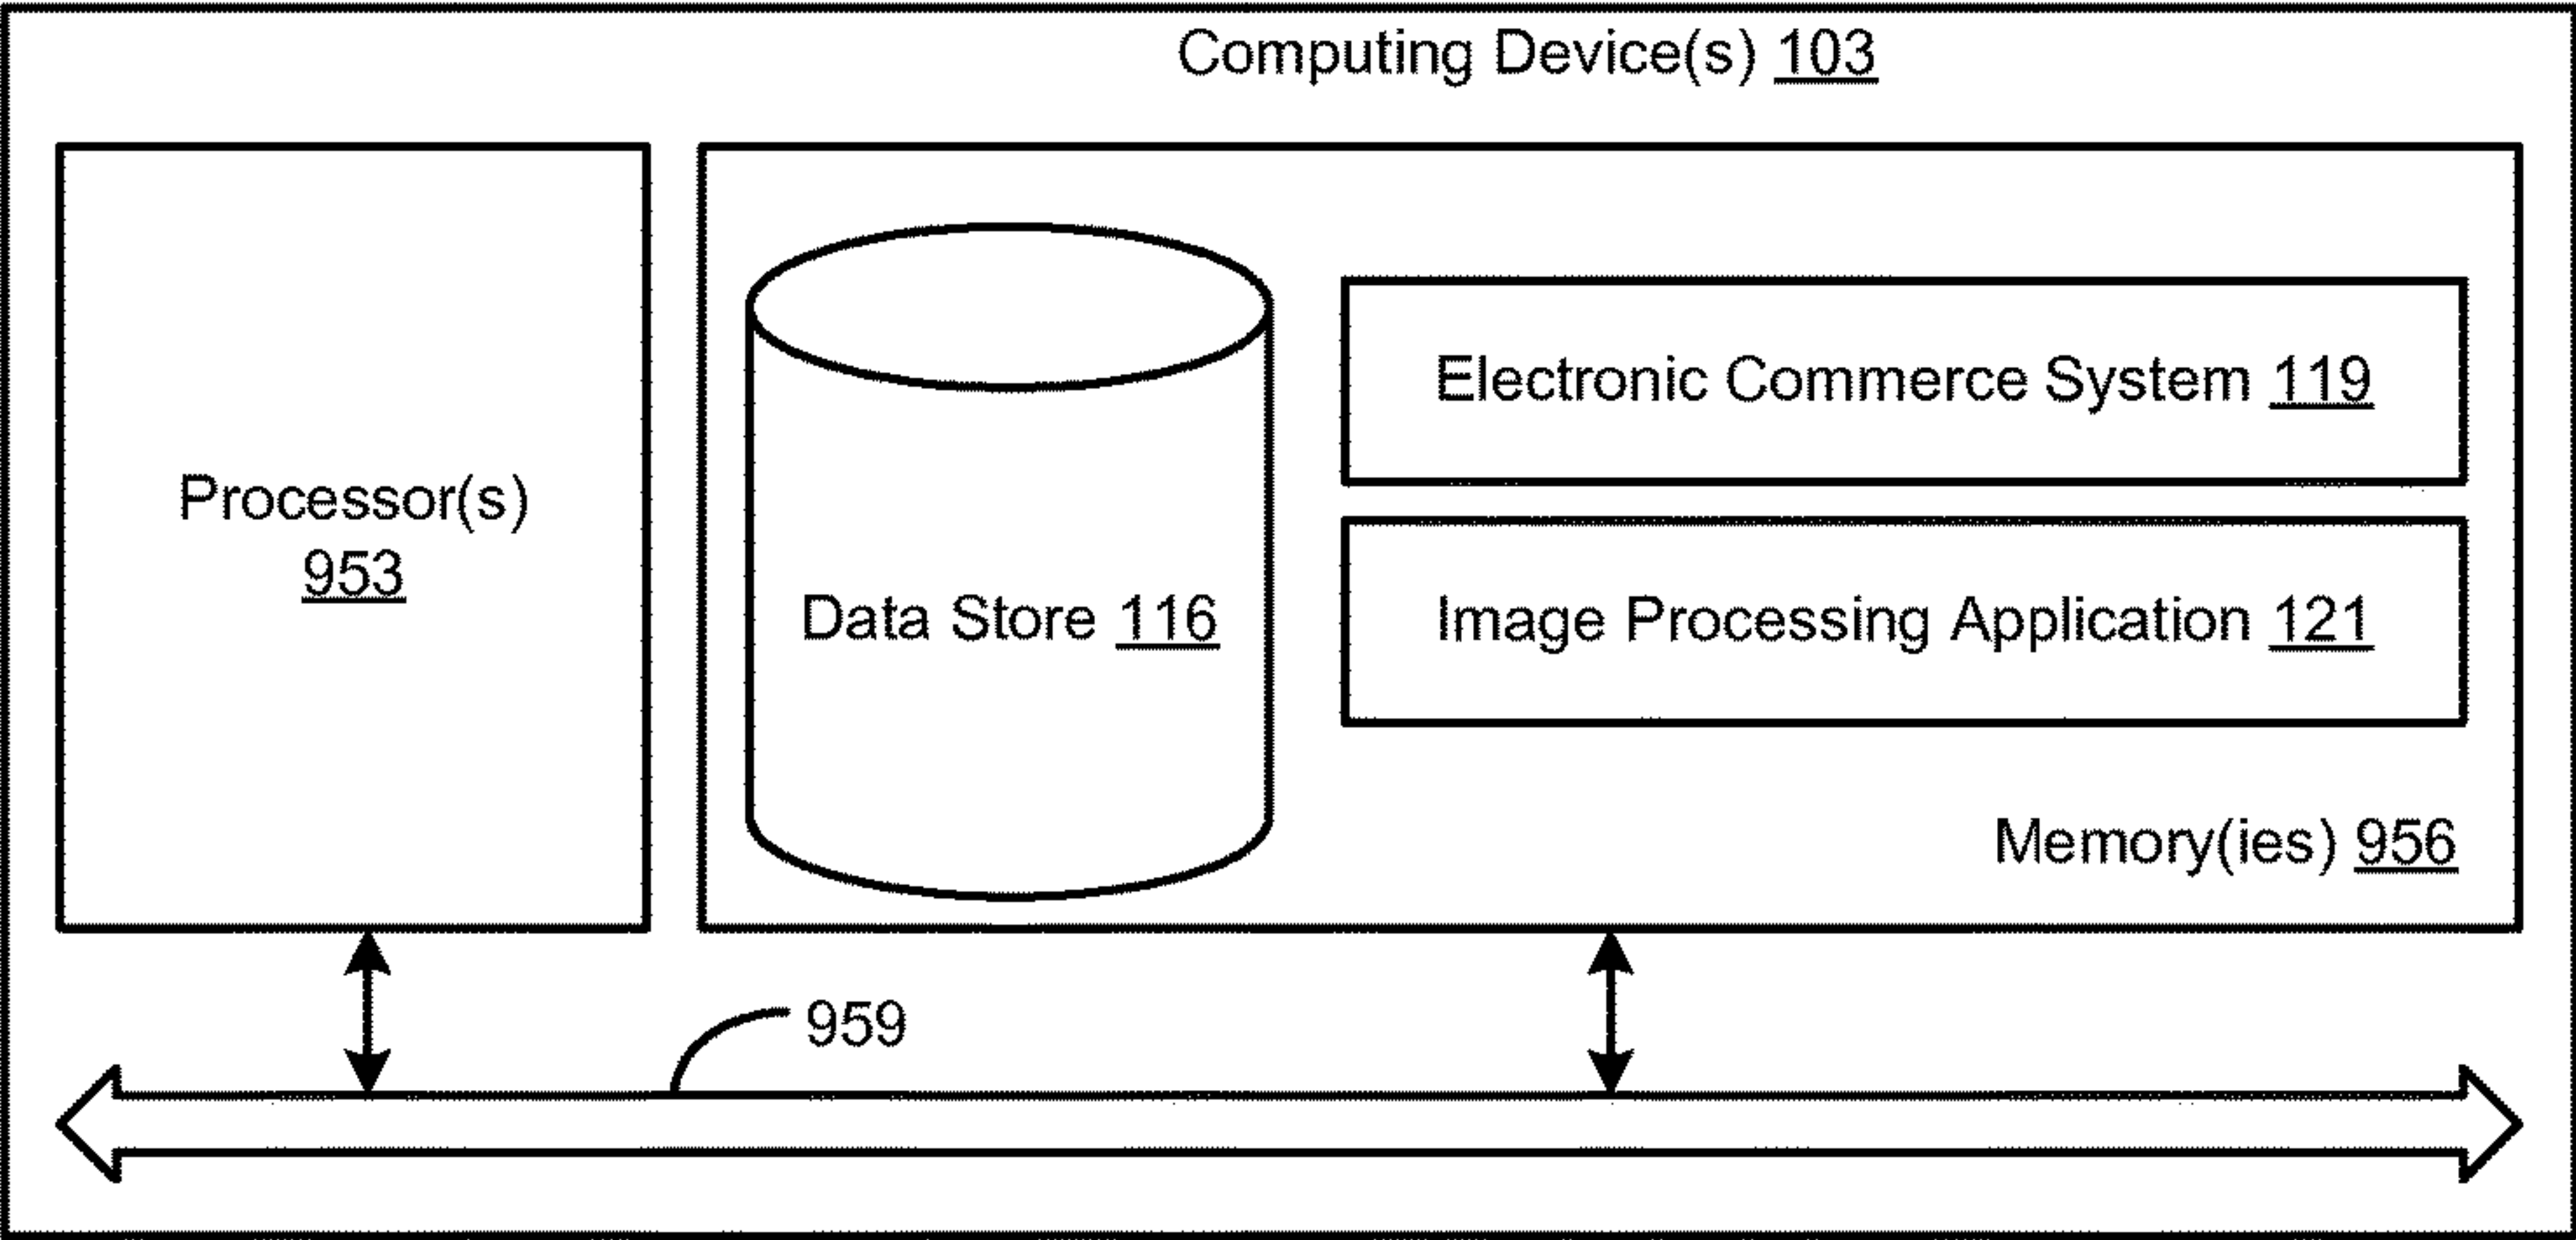 Computing Device(s) 103
Processor(s)
953
Data Store 116
Electronic Commerce System 119
Image Processing Application 121
Memory(ies) 956
959